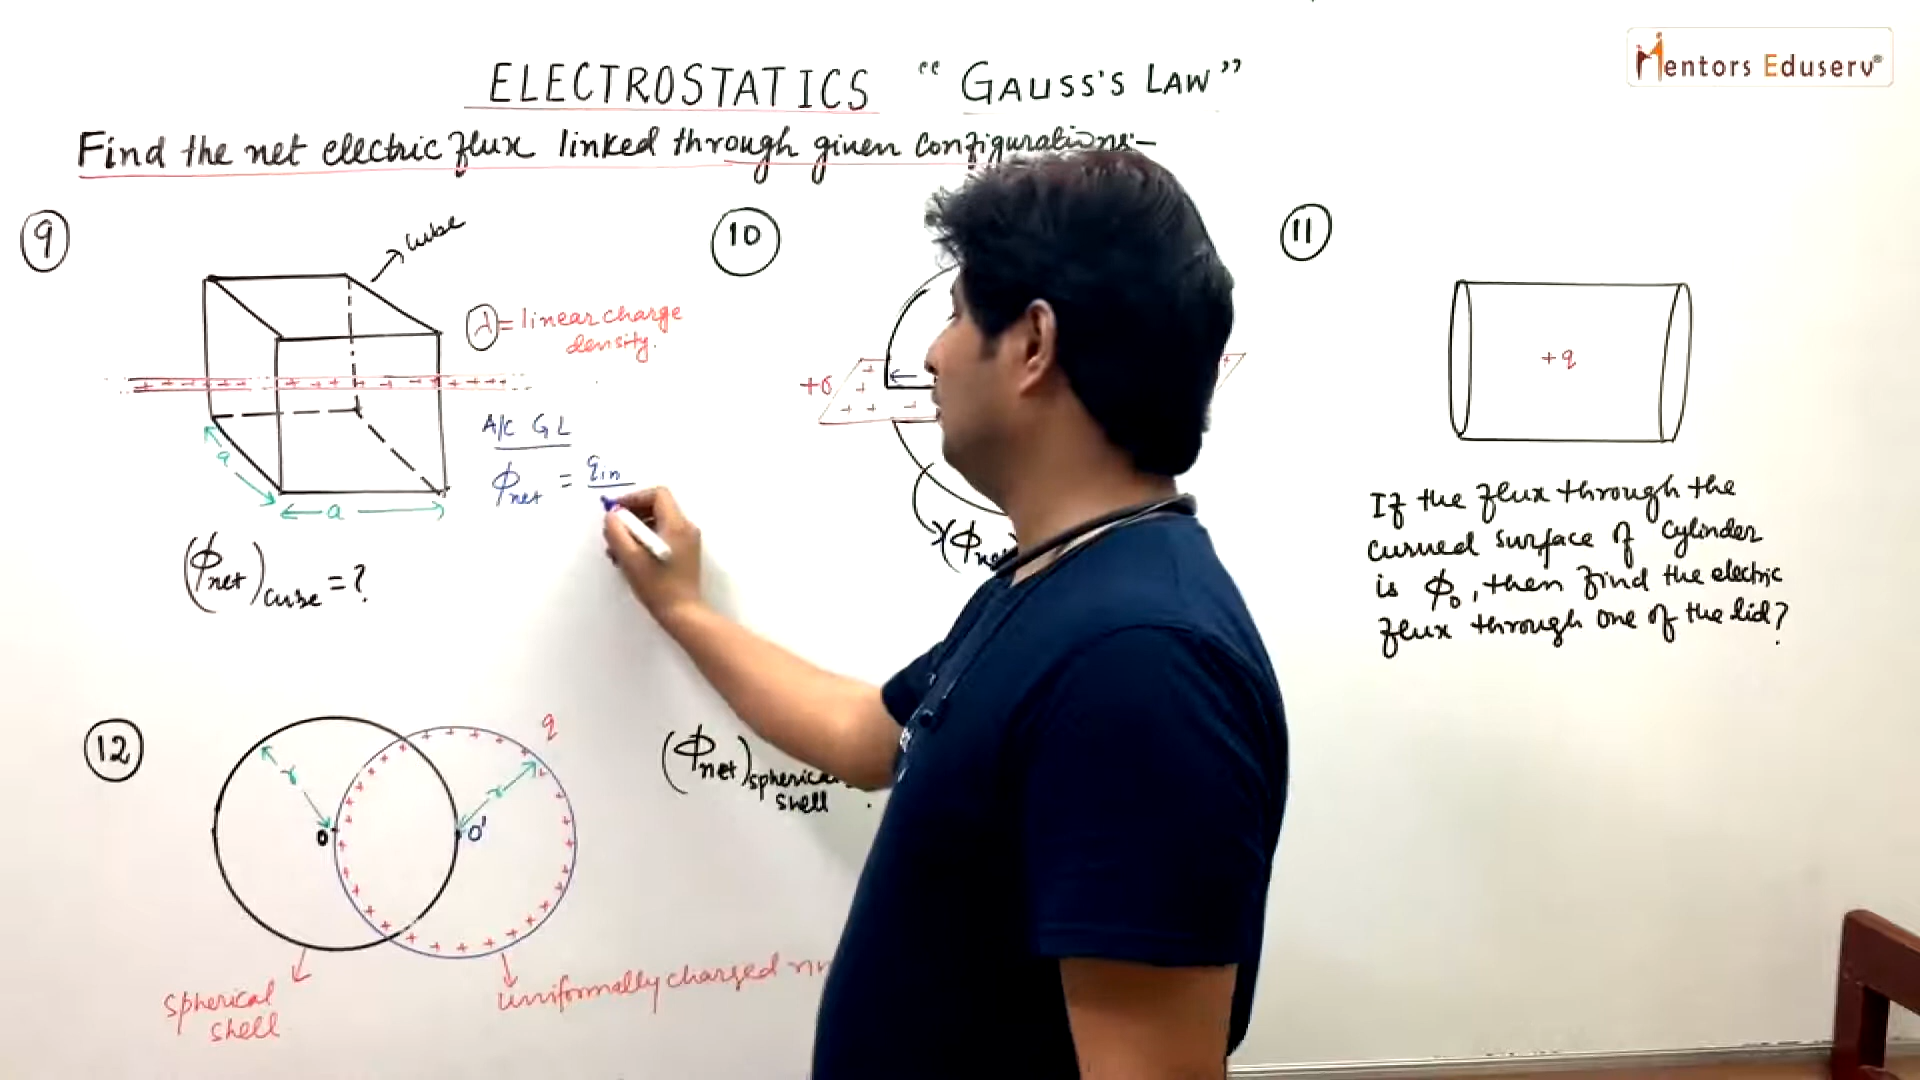 Mentors Eduserv®
ELECTROSTATICS "GAUSS'S LAW"
Find the net electric flux linked through given configurations:-
9
cube
λ = linear charge
density.
+ + + + + + + + + + + + + + +
A/C G L
ϕnet = qin
a
a
(ϕnet)cube = ?
10
+σ
(ϕnet
11
+q
If the flux through the
curved surface of cylinder
is ϕ0, then find the electric
flux through one of the lid?
12
r
O
r
O'
q
(ϕnet)spherical
shell
spherical
shell
uniformally charged